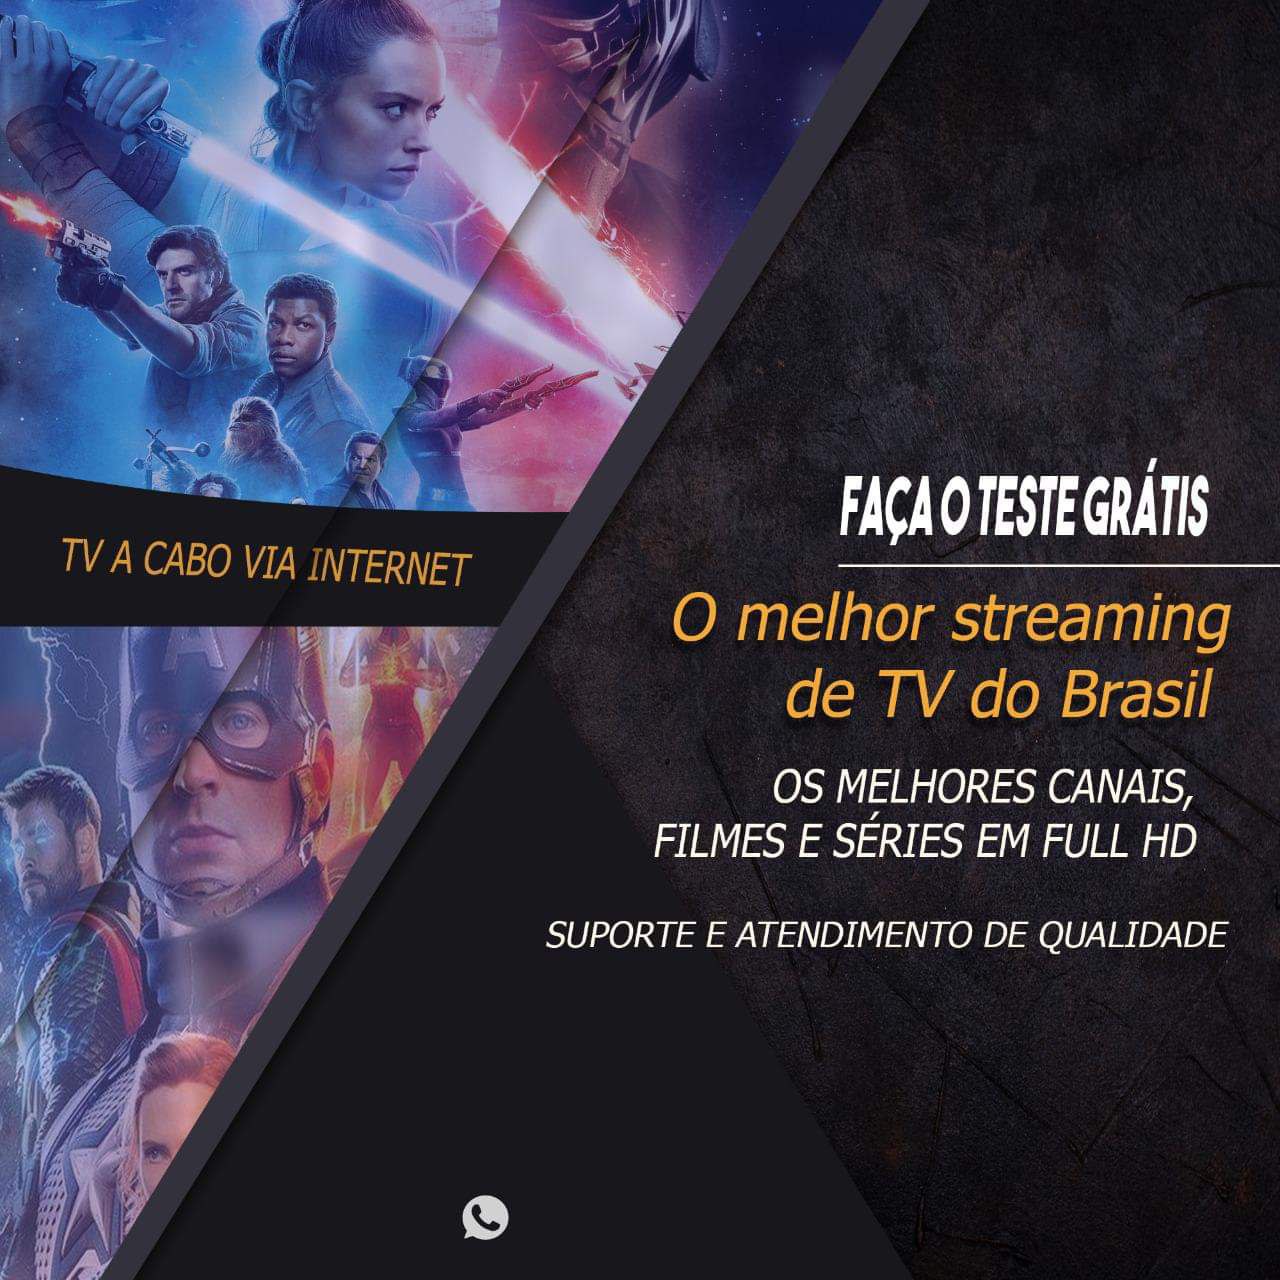 TV A CABO VIA INTERNET
FAÇA O TESTE GRÁTIS
O melhor streaming
de TV do Brasil
OS MELHORES CANAIS,
FILMES E SÉRIES EM FULL HD
SUPORTE E ATENDIMENTO DE QUALIDADE